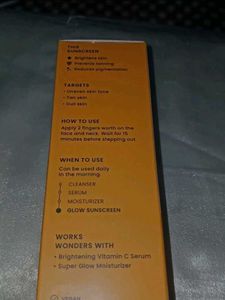 THIS
SUNSCREEN
Brightens skin
Prevents tanning
Reduces pigmentation
TARGETS
• Uneven skin tone
• Tan skin
• Dull skin
HOW TO USE
Apply 2 fingers worth on the
face and neck. Wait for 15
minutes before stepping out.
WHEN TO USE
Can be used daily
in the morning
CLEANSER
SERUM
MOISTURIZER
GLOW SUNSCREEN
WORKS
WONDERS WITH
• Brightening Vitamin C Serum
• Super Glow Moisturizer
VEGAN